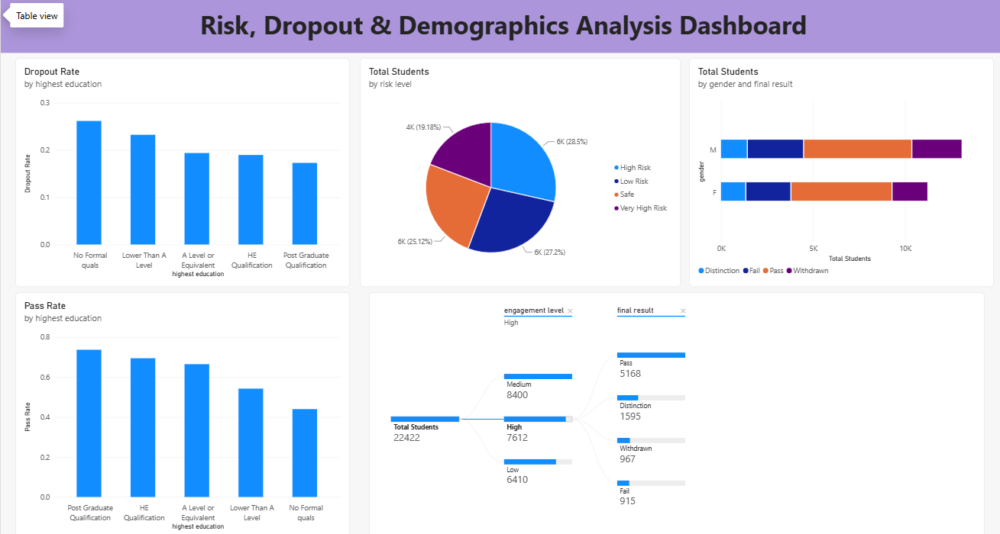 Table view
Risk, Dropout & Demographics Analysis Dashboard
Dropout Rate
by highest education
0.3
0.2
0.1
0.0
Dropout Rate
No Formal
quals
Lower Than A
Level
A Level or
Equivalent
HE
Qualification
Post Graduate
Qualification
highest education
Total Students
by risk level
4K (19.18%)
6K (28.5%)
6K (25.12%)
6K (27.2%)
High Risk
Low Risk
Safe
Very High Risk
Total Students
by gender and final result
gender
M
F
0K
5K
10K
Total Students
Distinction
Fail
Pass
Withdrawn
Pass Rate
by highest education
0.8
0.6
0.4
0.2
0.0
Pass Rate
Post Graduate
Qualification
HE
Qualification
A Level or
Equivalent
Lower Than A
Level
No Formal
quals
highest education
engagement level
High
final result
Total Students
22422
Medium
8400
High
7612
Low
6410
Pass
5168
Distinction
1595
Withdrawn
967
Fail
915